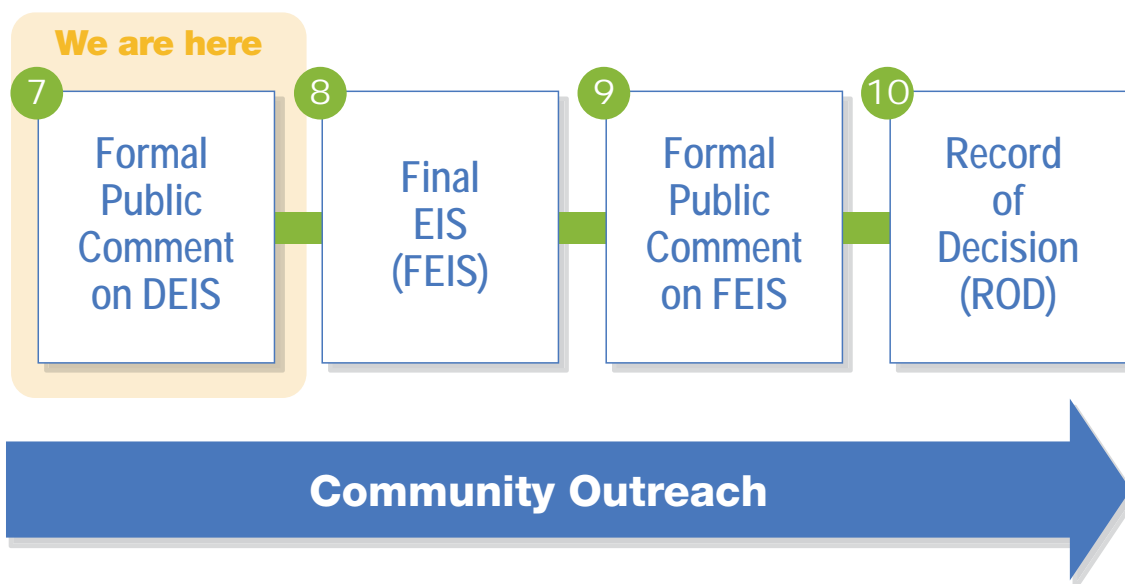 We are here
7
Formal
Public
Comment
on DEIS
8
Final
EIS
(FEIS)
9
Formal
Public
Comment
on FEIS
10
Record
of
Decision
(ROD)
Community Outreach